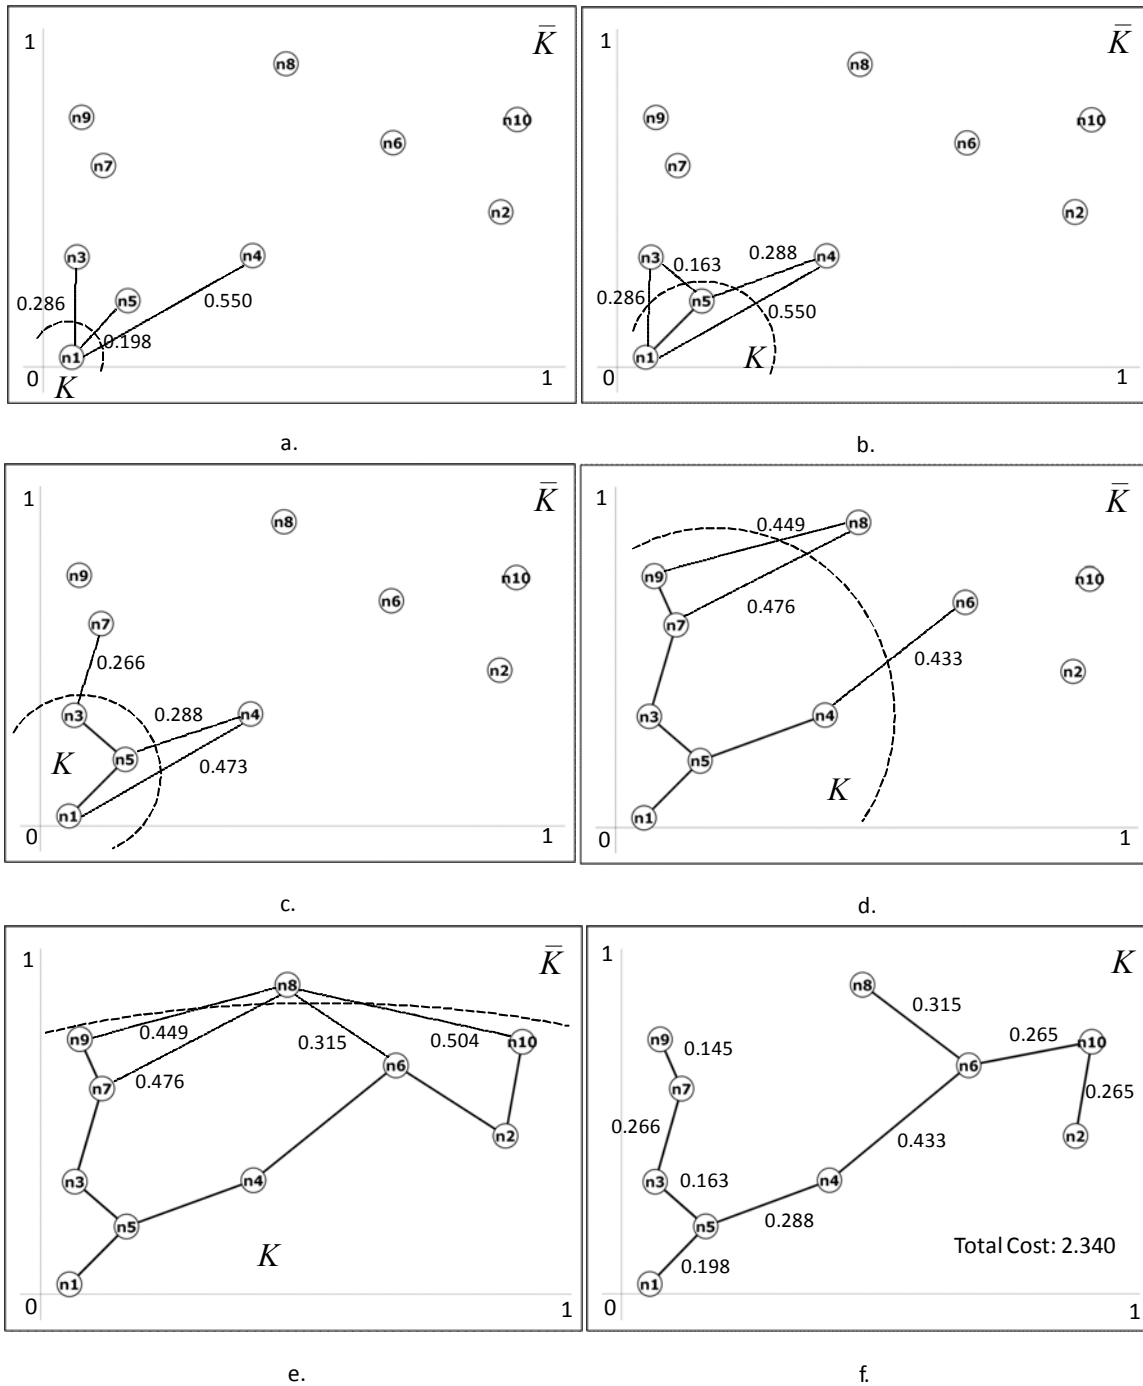 1
K̅
n8
n9
n10
n6
n7
n2
n3
n4
0.286
n5
0.550
0.198
n1
0
K
1
a.
1
K̅
n8
n9
n10
n6
n7
n2
n3
0.288
n4
0.163
0.286
n5
0.550
n1
K
0
1
b.
1
K̅
n8
n9
n10
n6
n7
0.266
n2
n3
0.288
n4
K
n5
0.473
n1
0
1
c.
1
K̅
0.449
n8
n9
n10
0.476
n6
n7
0.433
n2
n3
n4
n5
K
n1
0
1
d.
1
K̅
n8
n9
0.449
0.315
0.504
n10
n6
0.476
n7
n2
n3
n4
n5
K
n1
0
1
e.
1
K
n8
0.315
n9
0.145
0.265
n10
n6
n7
0.265
0.266
0.433
n2
n3
0.163
n4
n5
0.288
Total Cost: 2.340
0.198
n1
0
1
f.